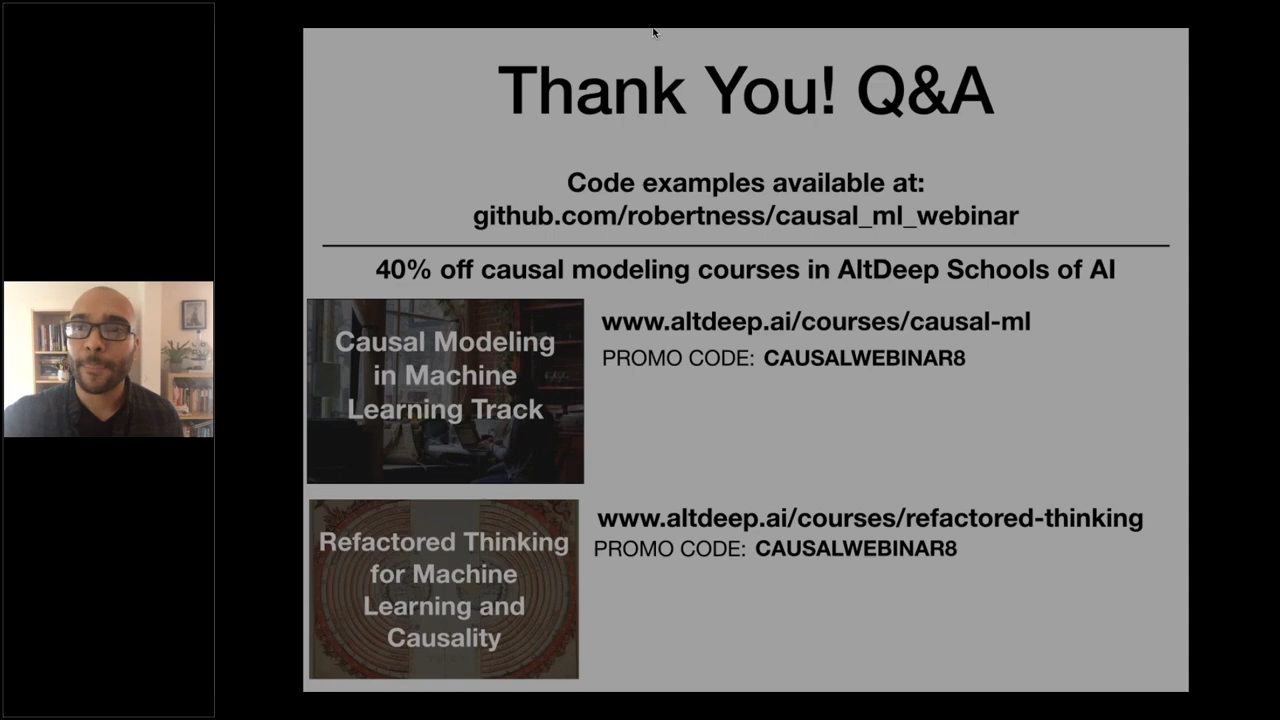 Thank You! Q&A
Code examples available at:
github.com/robertness/causal_ml_webinar
40% off causal modeling courses in AltDeep Schools of AI
Causal Modeling
in Machine
Learning Track
www.altdeep.ai/courses/causal-ml
PROMO CODE: CAUSALWEBINAR8
Refactored Thinking
for Machine
Learning and
Causality
www.altdeep.ai/courses/refactored-thinking
PROMO CODE: CAUSALWEBINAR8